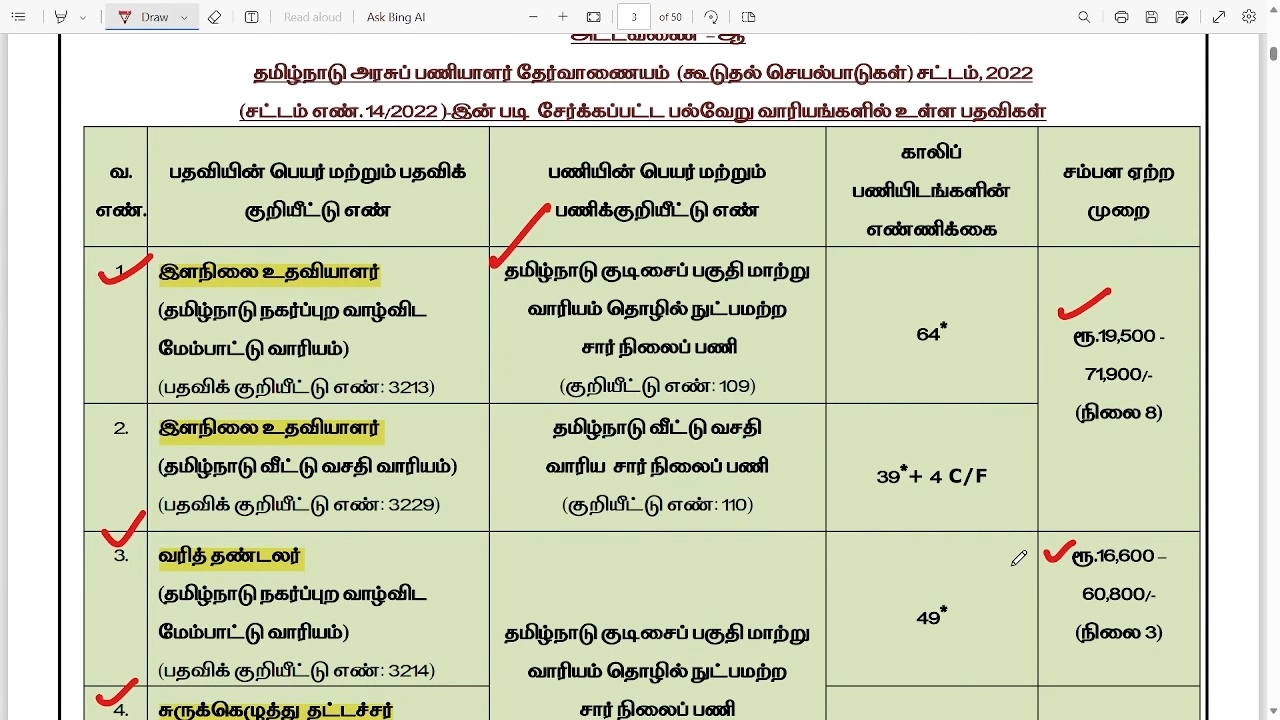 Draw
Read aloud
Ask Bing AI
3
of 50
அட்டவணை – ஆ
தமிழ்நாடு அரசுப் பணியாளர் தேர்வாணையம் (கூடுதல் செயல்பாடுகள்) சட்டம், 2022
(சட்டம் எண். 14/2022 )-இன் படி சேர்க்கப்பட்ட பல்வேறு வாரியங்களில் உள்ள பதவிகள்
வ.
எண்.
பதவியின் பெயர் மற்றும் பதவிக்
குறியீட்டு எண்
பணியின் பெயர் மற்றும்
பணிக்குறியீட்டு எண்
காலிப்
பணியிடங்களின்
எண்ணிக்கை
சம்பள ஏற்ற
முறை
1.
இளநிலை உதவியாளர்
(தமிழ்நாடு நகர்ப்புற வாழ்விட
மேம்பாட்டு வாரியம்)
(பதவிக் குறியீட்டு எண்: 3213)
தமிழ்நாடு குடிசைப் பகுதி மாற்று
வாரியம் தொழில் நுட்பமற்ற
சார் நிலைப் பணி
(குறியீட்டு எண்: 109)
64*
ரூ.19,500 -
71,900/-
(நிலை 8)
2.
இளநிலை உதவியாளர்
(தமிழ்நாடு வீட்டு வசதி வாரியம்)
(பதவிக் குறியீட்டு எண்: 3229)
தமிழ்நாடு வீட்டு வசதி
வாரிய சார் நிலைப் பணி
(குறியீட்டு எண்: 110)
39*+ 4 C/F
3.
வரித் தண்டலர்
(தமிழ்நாடு நகர்ப்புற வாழ்விட
மேம்பாட்டு வாரியம்)
(பதவிக் குறியீட்டு எண்: 3214)
தமிழ்நாடு குடிசைப் பகுதி மாற்று
வாரியம் தொழில் நுட்பமற்ற
சார் நிலைப் பணி
49*
ரூ.16,600 –
60,800/-
(நிலை 3)
4.
சுருக்கெழுத்து தட்டச்சர்